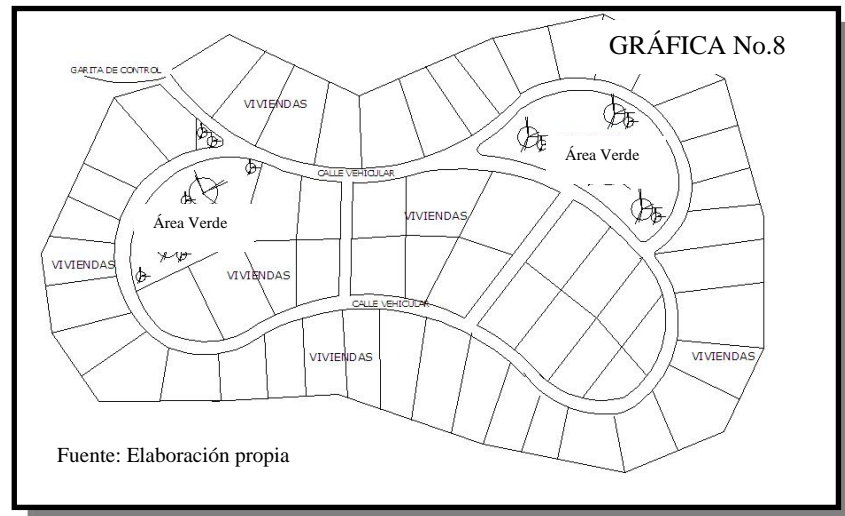 GRÁFICA No.8
GARITA DE CONTROL
VIVIENDAS
Área Verde
CALLE VEHICULAR
Área Verde
VIVIENDAS
VIVIENDAS
VIVIENDAS
CALLE VEHICULAR
VIVIENDAS
VIVIENDAS
Fuente: Elaboración propia